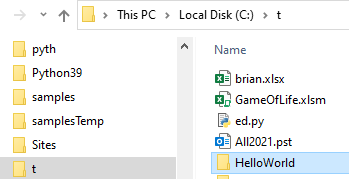 This PC > Local Disk (C:) > t
pyth
Python39
samples
samplesTemp
Sites
t
Name
brian.xlsx
GameOfLife.xlsm
ed.py
All2021.pst
HelloWorld